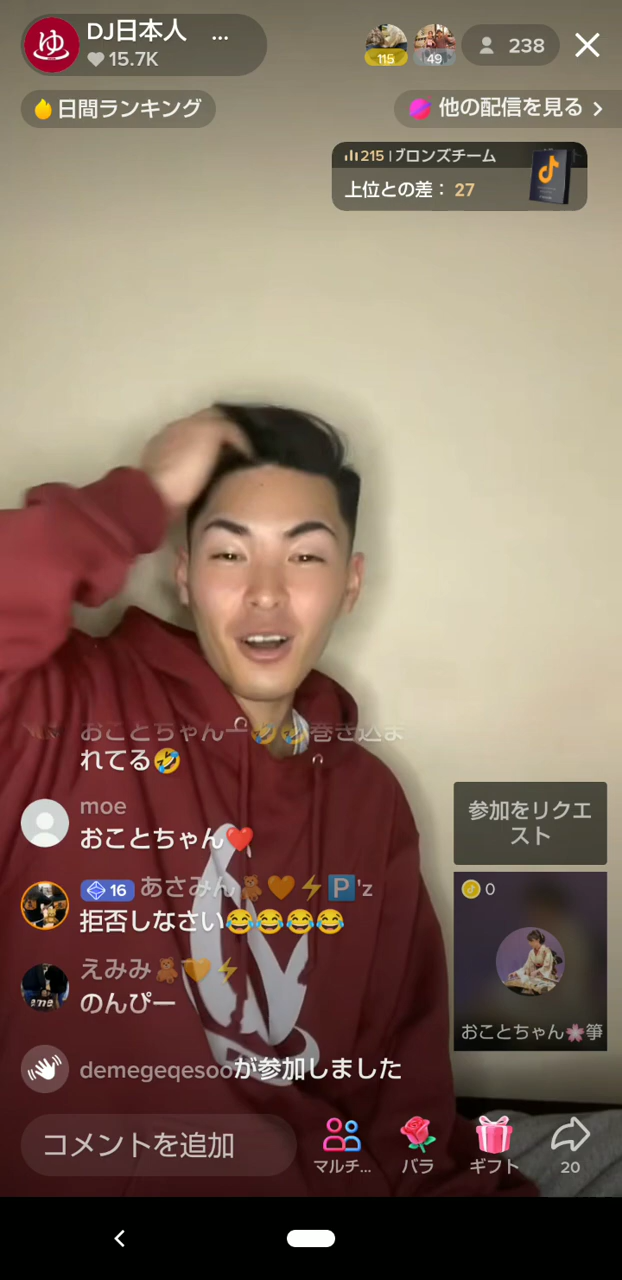 ゆ
DJ日本人 ...
15.7K
115
49
238
日間ランキング
他の配信を見る
215 | ブロンズチーム
上位との差： 27
おことちゃんー🤣🤣巻き込ま
れてる🤣
moe
おことちゃん❤️
16 あさみん🧸🧡⚡🅿️'z
拒否しなさい😂😂😂😂
えみみ🧸🧡⚡
のんぴー
demegeqesooが参加しました
参加をリクエ
スト
0
おことちゃん🌸箏
コメントを追加
マルチ...
バラ
ギフト
20